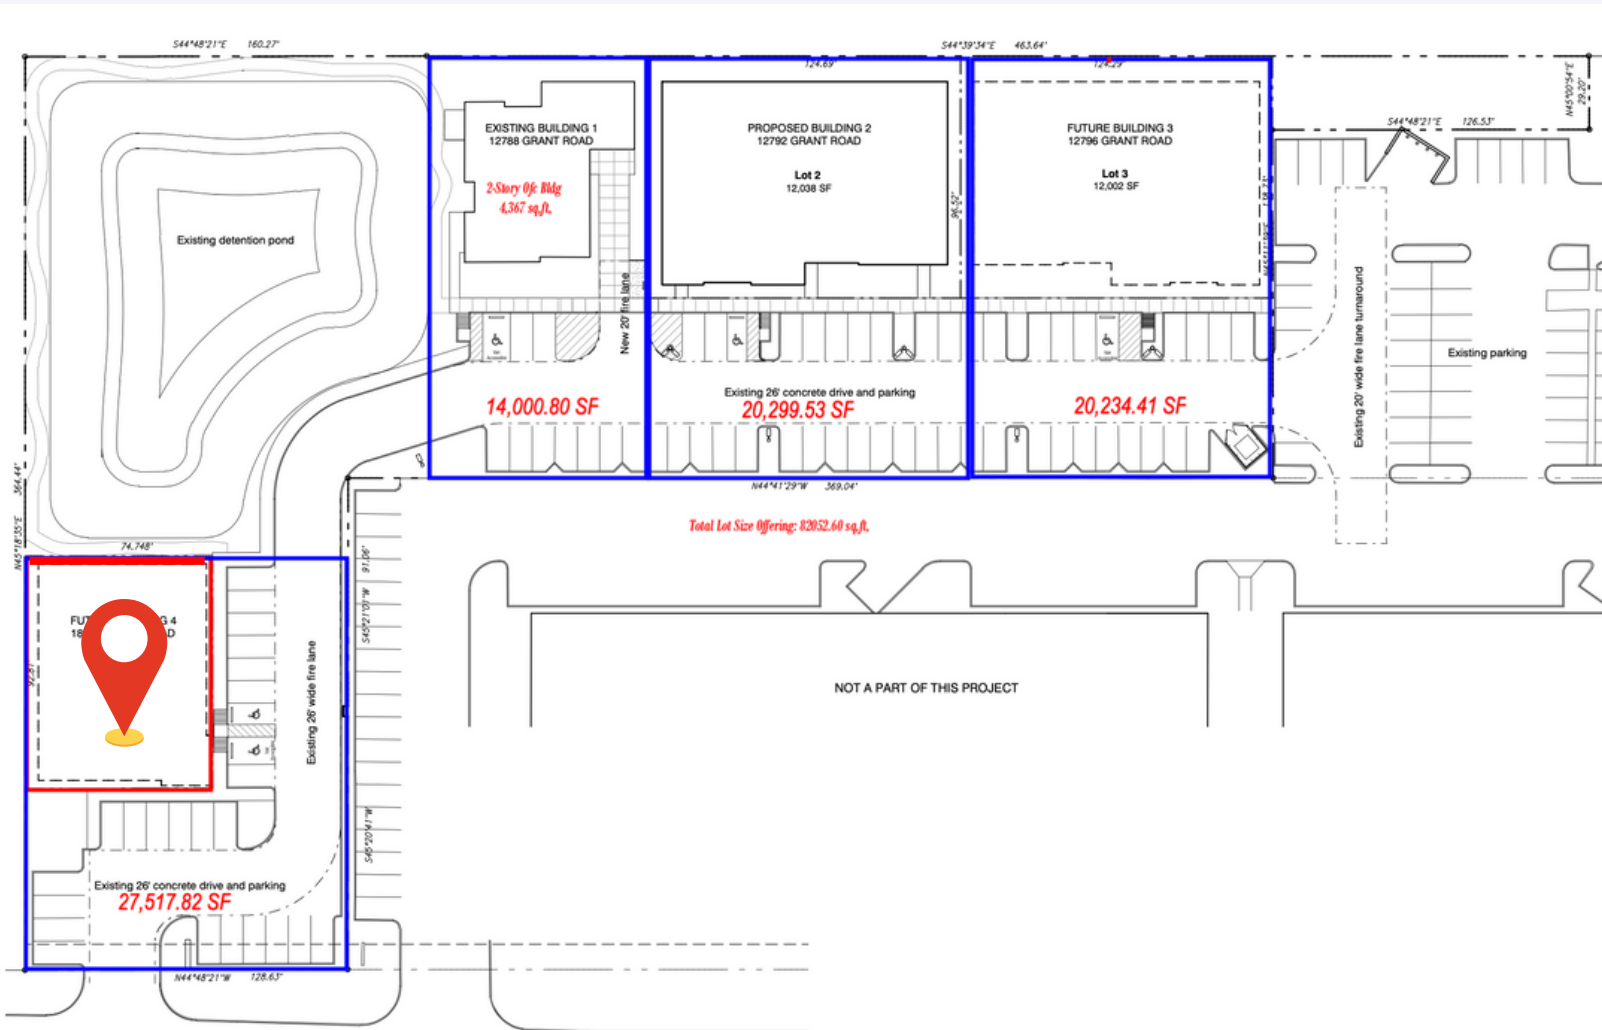 S44°48'21"E 160.27'
S44°39'34"E 463.64'
124.69'
124.29'
N45°00'54"E
29.20'
S44°48'21"E 126.53'
EXISTING BUILDING 1
12788 GRANT ROAD
2-Story Ofc Bldg
4,367 sq.ft.
PROPOSED BUILDING 2
12792 GRANT ROAD
Lot 2
12,038 SF
96.52'
FUTURE BUILDING 3
12796 GRANT ROAD
Lot 3
12,002 SF
Existing detention pond
New 20' fire lane
Existing 20' wide fire lane turnaround
Existing parking
14,000.80 SF
Existing 26' concrete drive and parking
20,299.53 SF
20,234.41 SF
N44°41'29"W 369.04'
Total Lot Size Offering: 82052.60 sq.ft.
N45°18'35"E 364.44'
74.748'
S45°21'01"W 91.06'
Existing 26' wide fire lane
NOT A PART OF THIS PROJECT
S45°20'41"W
Existing 26' concrete drive and parking
27,517.82 SF
N44°48'21"W 128.63'